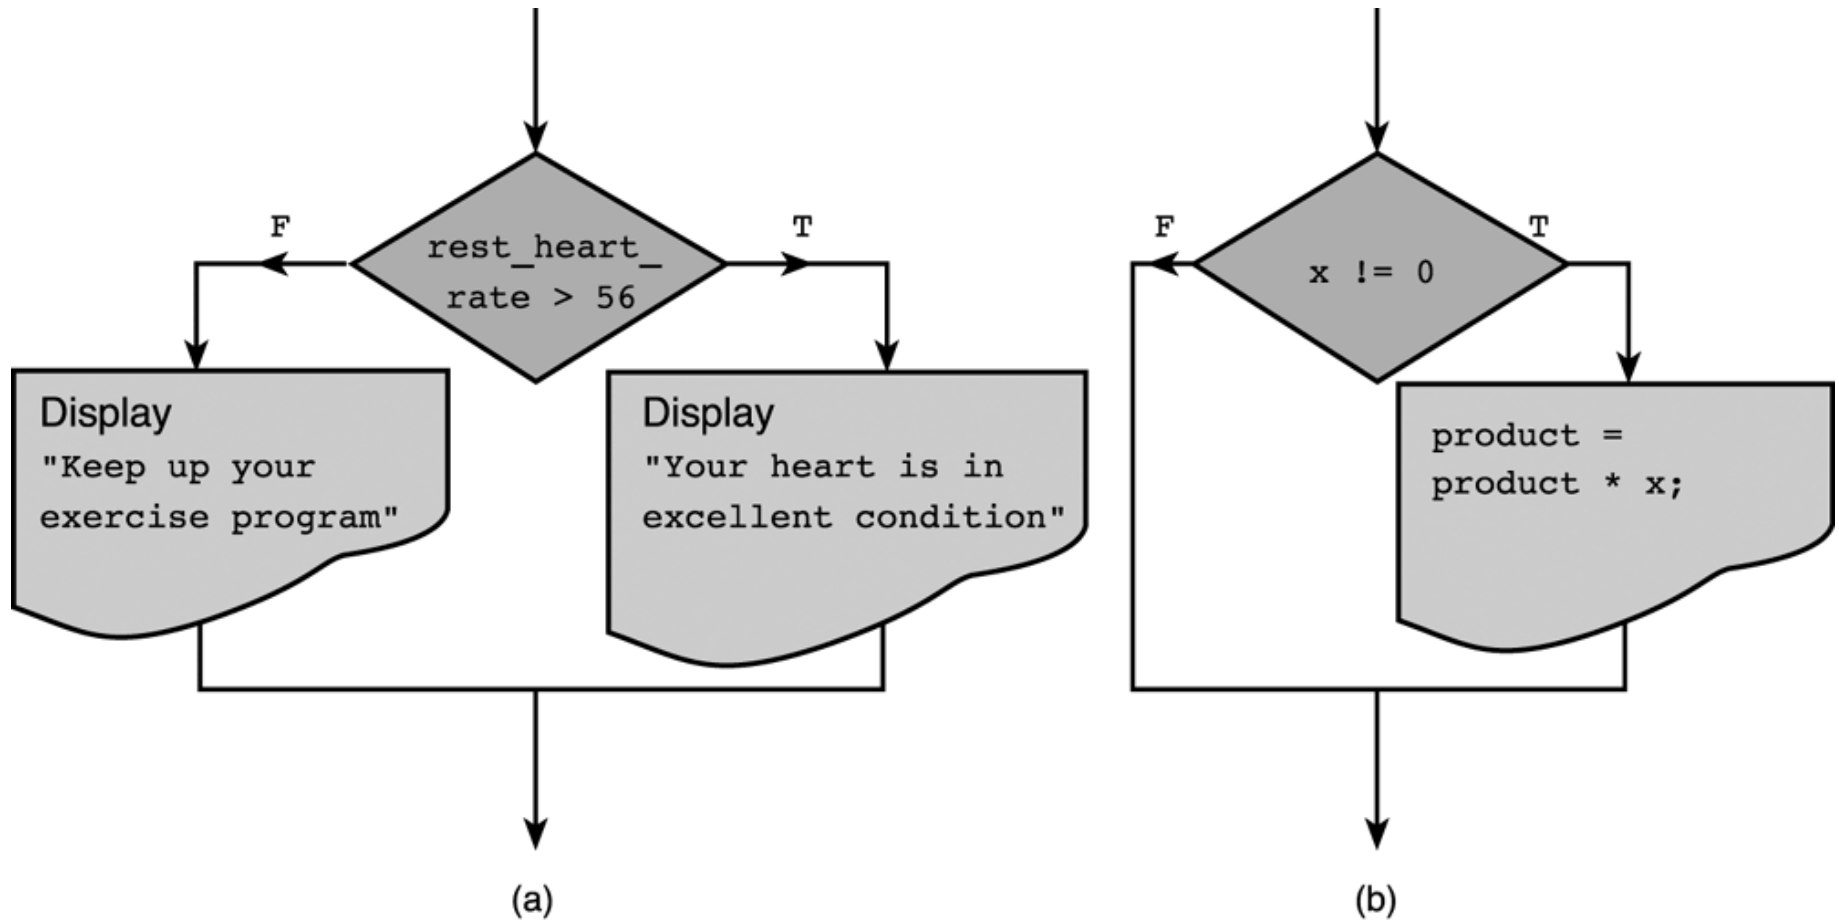 F
T
rest_heart_
rate > 56
Display
"Keep up your
exercise program"
Display
"Your heart is in
excellent condition"
(a)
F
T
x != 0
product =
product * x;
(b)